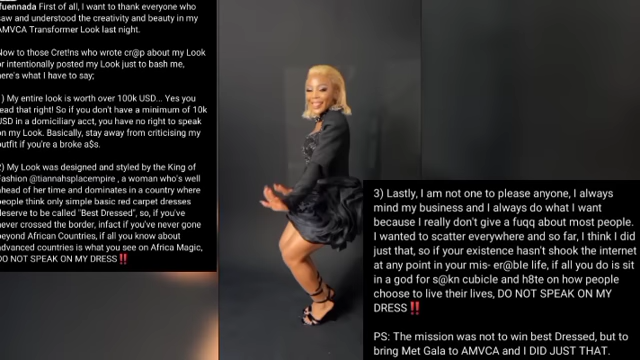 fuennada First of all, I want to thank everyone who
saw and understood the creativity and beauty in my
AMVCA Transformer Look last night.
Now to those Cret!ns who wrote cr@p about my Look
or intentionally posted my Look just to bash me,
here's what I have to say;
1) My entire look is worth over 100k USD... Yes you
read that right! So if you don't have a minimum of 10k
USD in a domiciliary acct, you have no right to speak
on my Look. Basically, stay away from criticising my
outfit if you're a broke a$s.
2) My Look was designed and styled by the King of
Fashion @tiannahsplacempire , a woman who's well
ahead of her time and dominates in a country where
people think only simple basic red carpet dresses
deserve to be called "Best Dressed", so, if you've
never crossed the border, infact if you've never gone
beyond African Countries, if all you know about
advanced countries is what you see on Africa Magic,
DO NOT SPEAK ON MY DRESS‼️
3) Lastly, I am not one to please anyone, I always
mind my business and I always do what I want
because I really don't give a fuqq about most people.
I wanted to scatter everywhere and so far, I think I did
just that, so if your existence hasn't shook the internet
at any point in your mis- er@ble life, if all you do is sit
in a god for s@kn cubicle and h8te on how people
choose to live their lives, DO NOT SPEAK ON MY
DRESS‼️
PS: The mission was not to win best Dressed, but to
bring Met Gala to AMVCA and I DID JUST THAT.